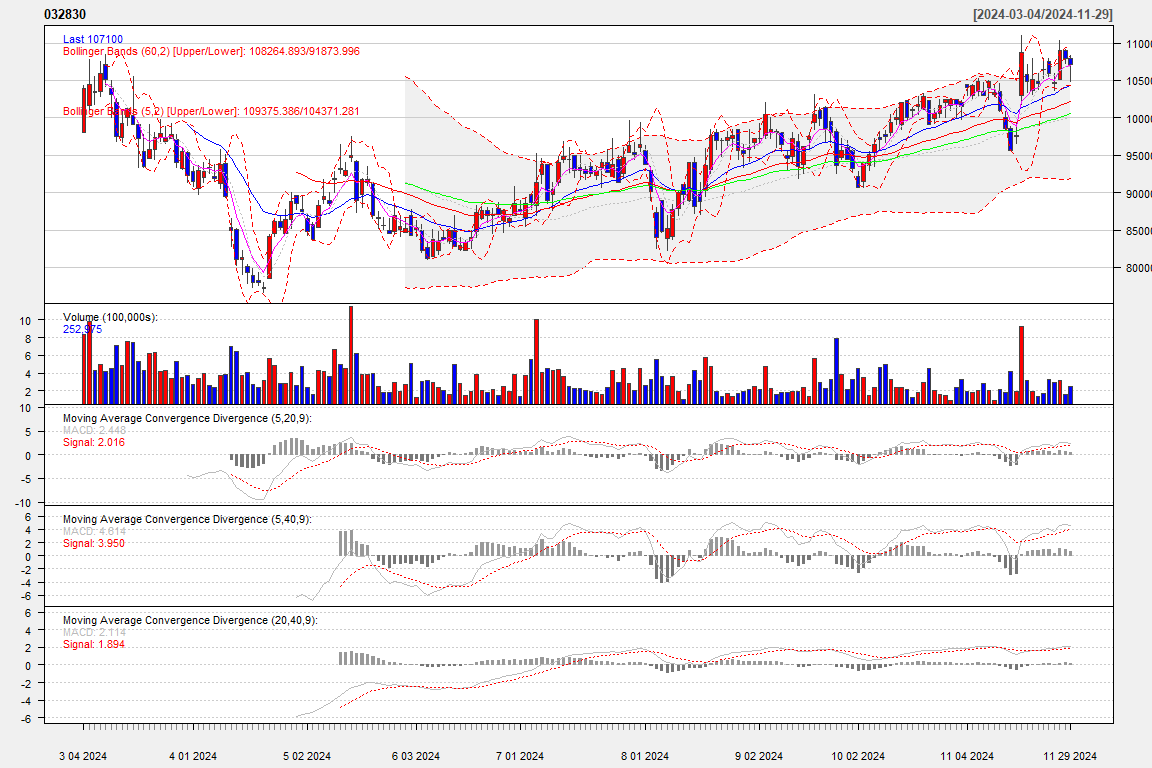 032830 [2024-03-04/2024-11-29]
Last 107100
Bollinger Bands (60,2) [Upper/Lower]: 108264.893/91873.996
Bollinger Bands (5,2) [Upper/Lower]: 109375.386/104371.281
11000
10500
10000
95000
90000
85000
80000
Volume (100,000s):
252,975
10
8
6
4
2
Moving Average Convergence Divergence (5,20,9):
MACD: 2.448
Signal: 2.016
10
5
0
-5
-10
Moving Average Convergence Divergence (5,40,9):
MACD: 4.614
Signal: 3.950
6
4
2
0
-2
-4
-6
Moving Average Convergence Divergence (20,40,9):
MACD: 2.114
Signal: 1.894
6
4
2
0
-2
-4
-6
3 04 2024 4 01 2024 5 02 2024 6 03 2024 7 01 2024 8 01 2024 9 02 2024 10 02 2024 11 04 2024 11 29 2024